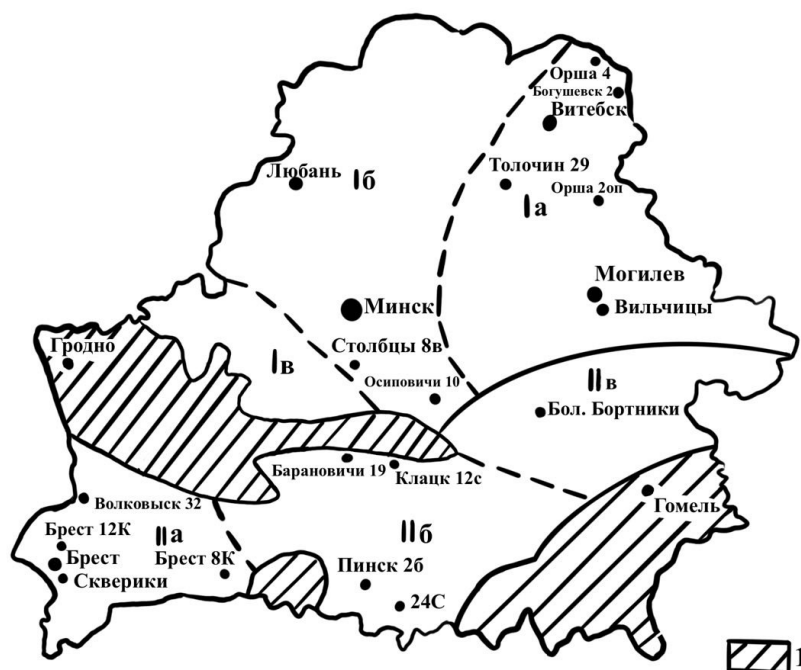 Орша 4
Богушевск 2
Витебск
Любань
Iб
Толочин 29
Iа
Орша 2оп
Могилев
Минск
Вильчицы
Столбцы 8в
Гродно
Iв
Осиповичи 10
IIв
Бол. Бортники
Барановичи 19
Клацк 12с
Гомель
Волковыск 32
Брест 12К
IIа
IIб
Брест
Брест 8К
Пинск 2б
Скверики
24С
1